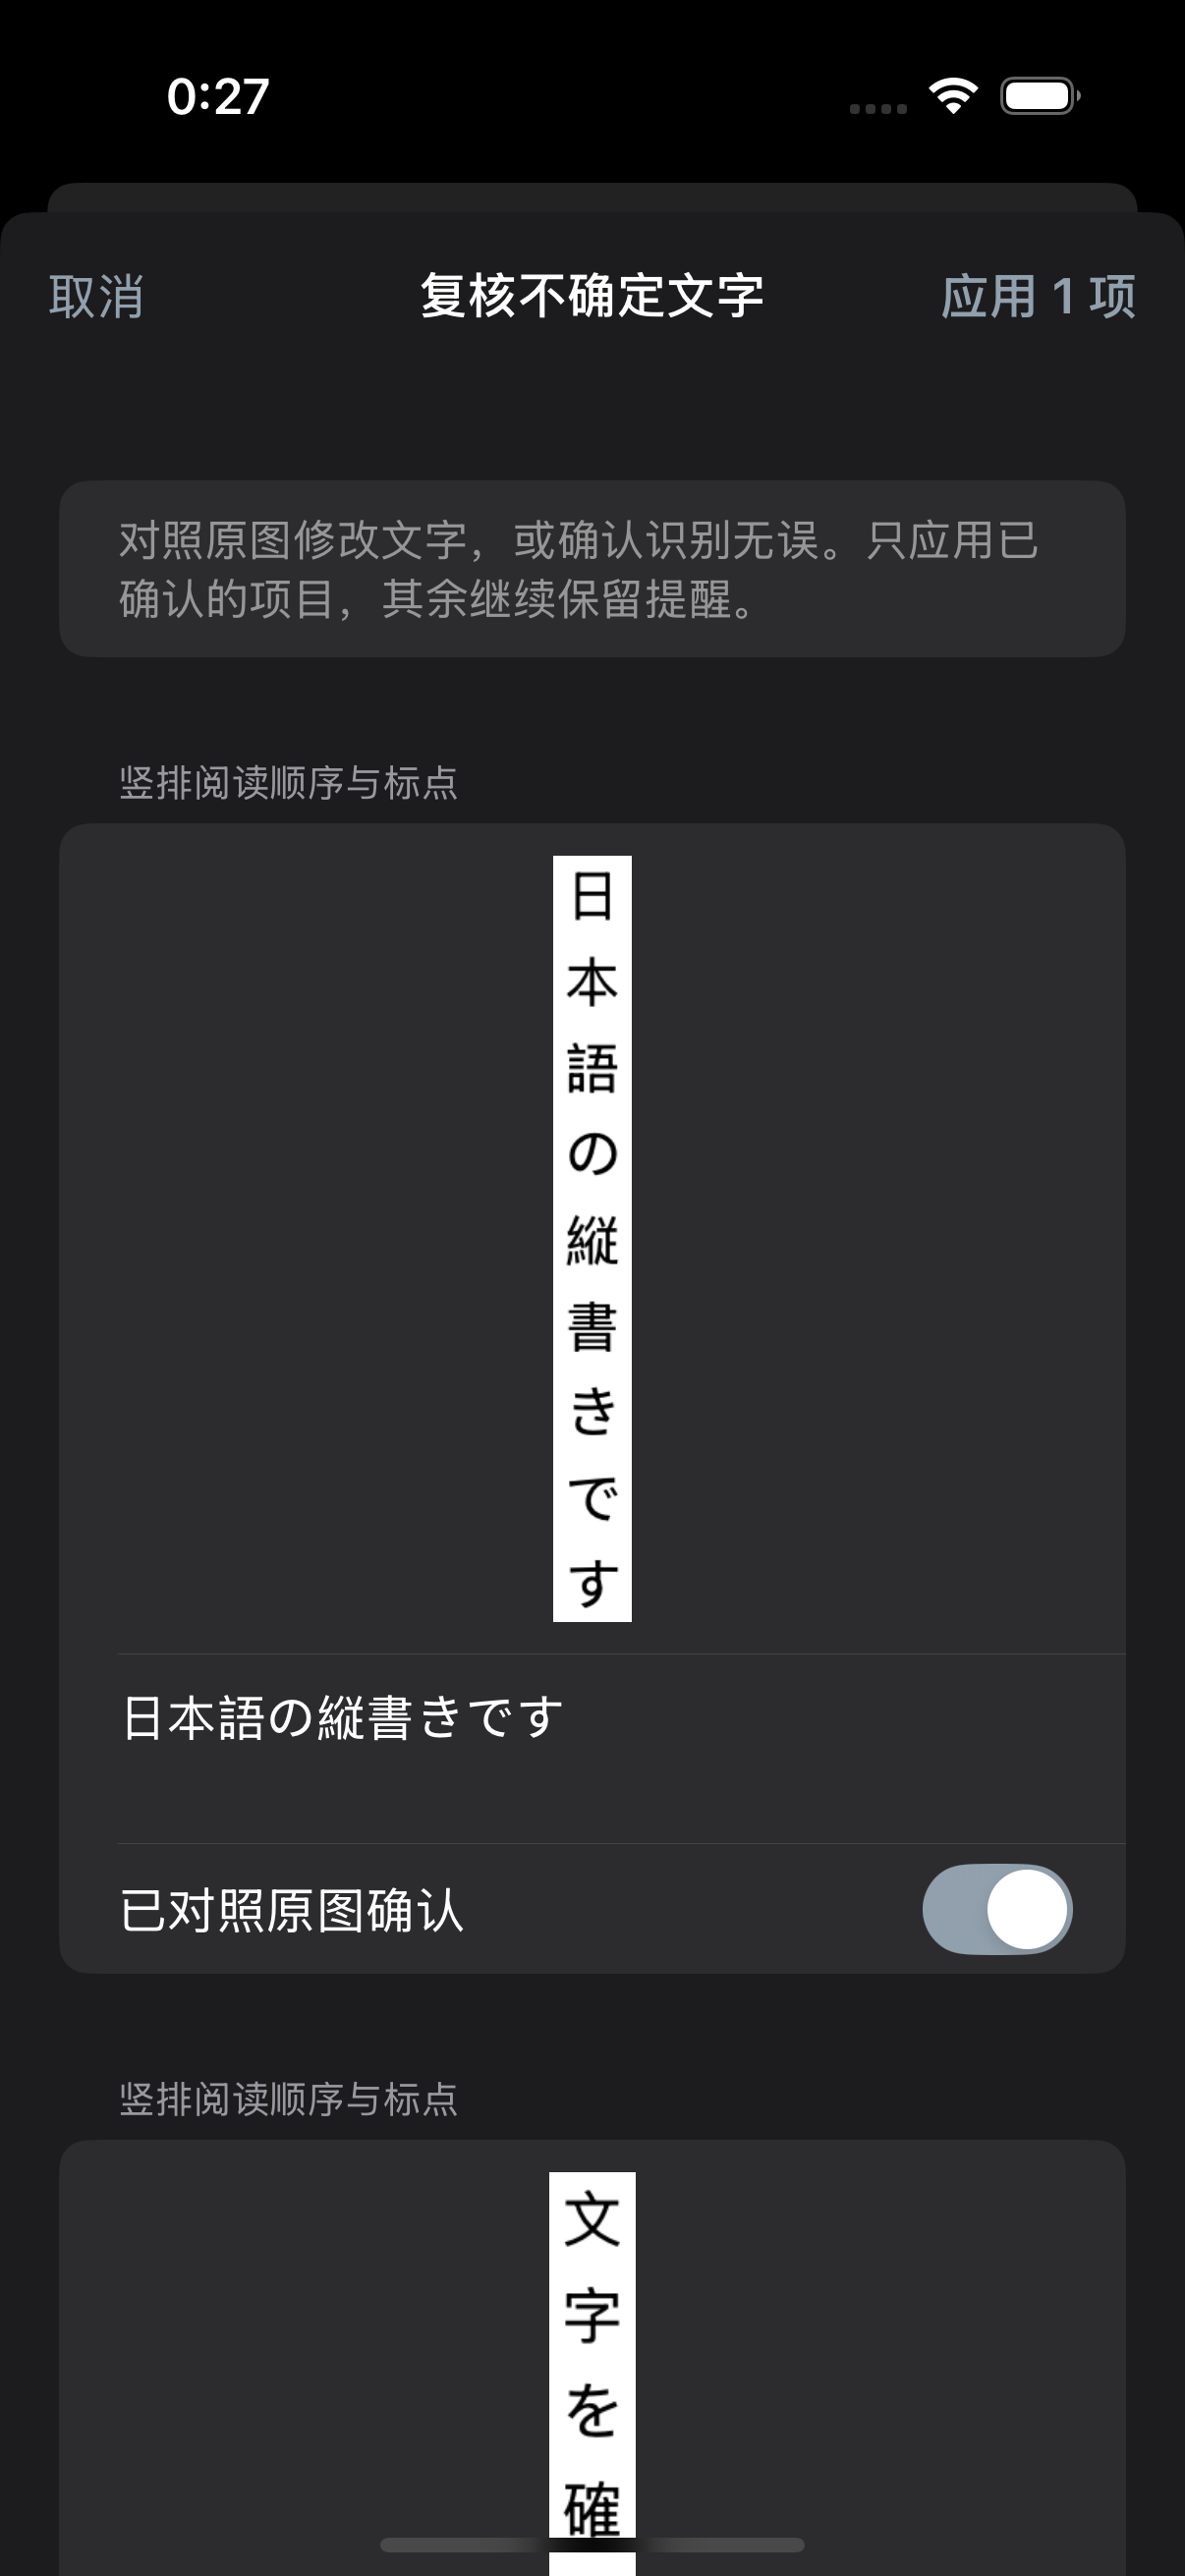 0:27
取消
复核不确定文字
应用 1 项
对照原图修改文字，或确认识别无误。只应用已
确认的项目，其余继续保留提醒。
竖排阅读顺序与标点
日本語の縦書きです
日本語の縦書きです
已对照原图确认
竖排阅读顺序与标点
文字を確